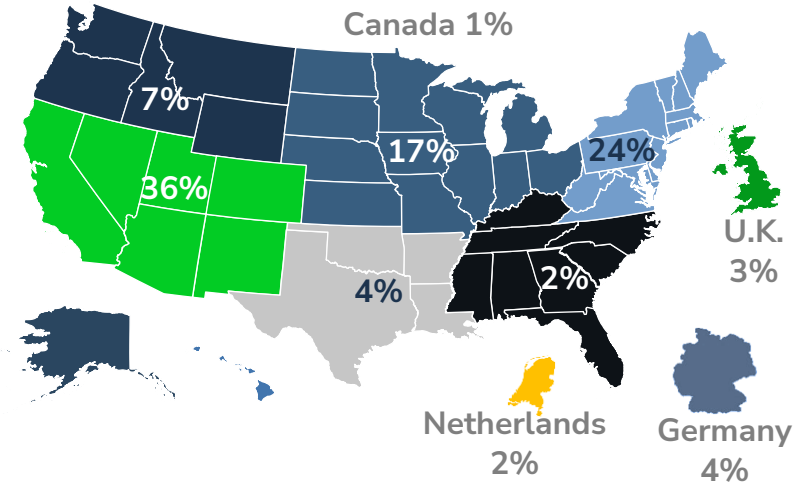 Canada 1%
7%
17%
24%
36%
U.K.
3%
2%
4%
Netherlands
2%
Germany
4%